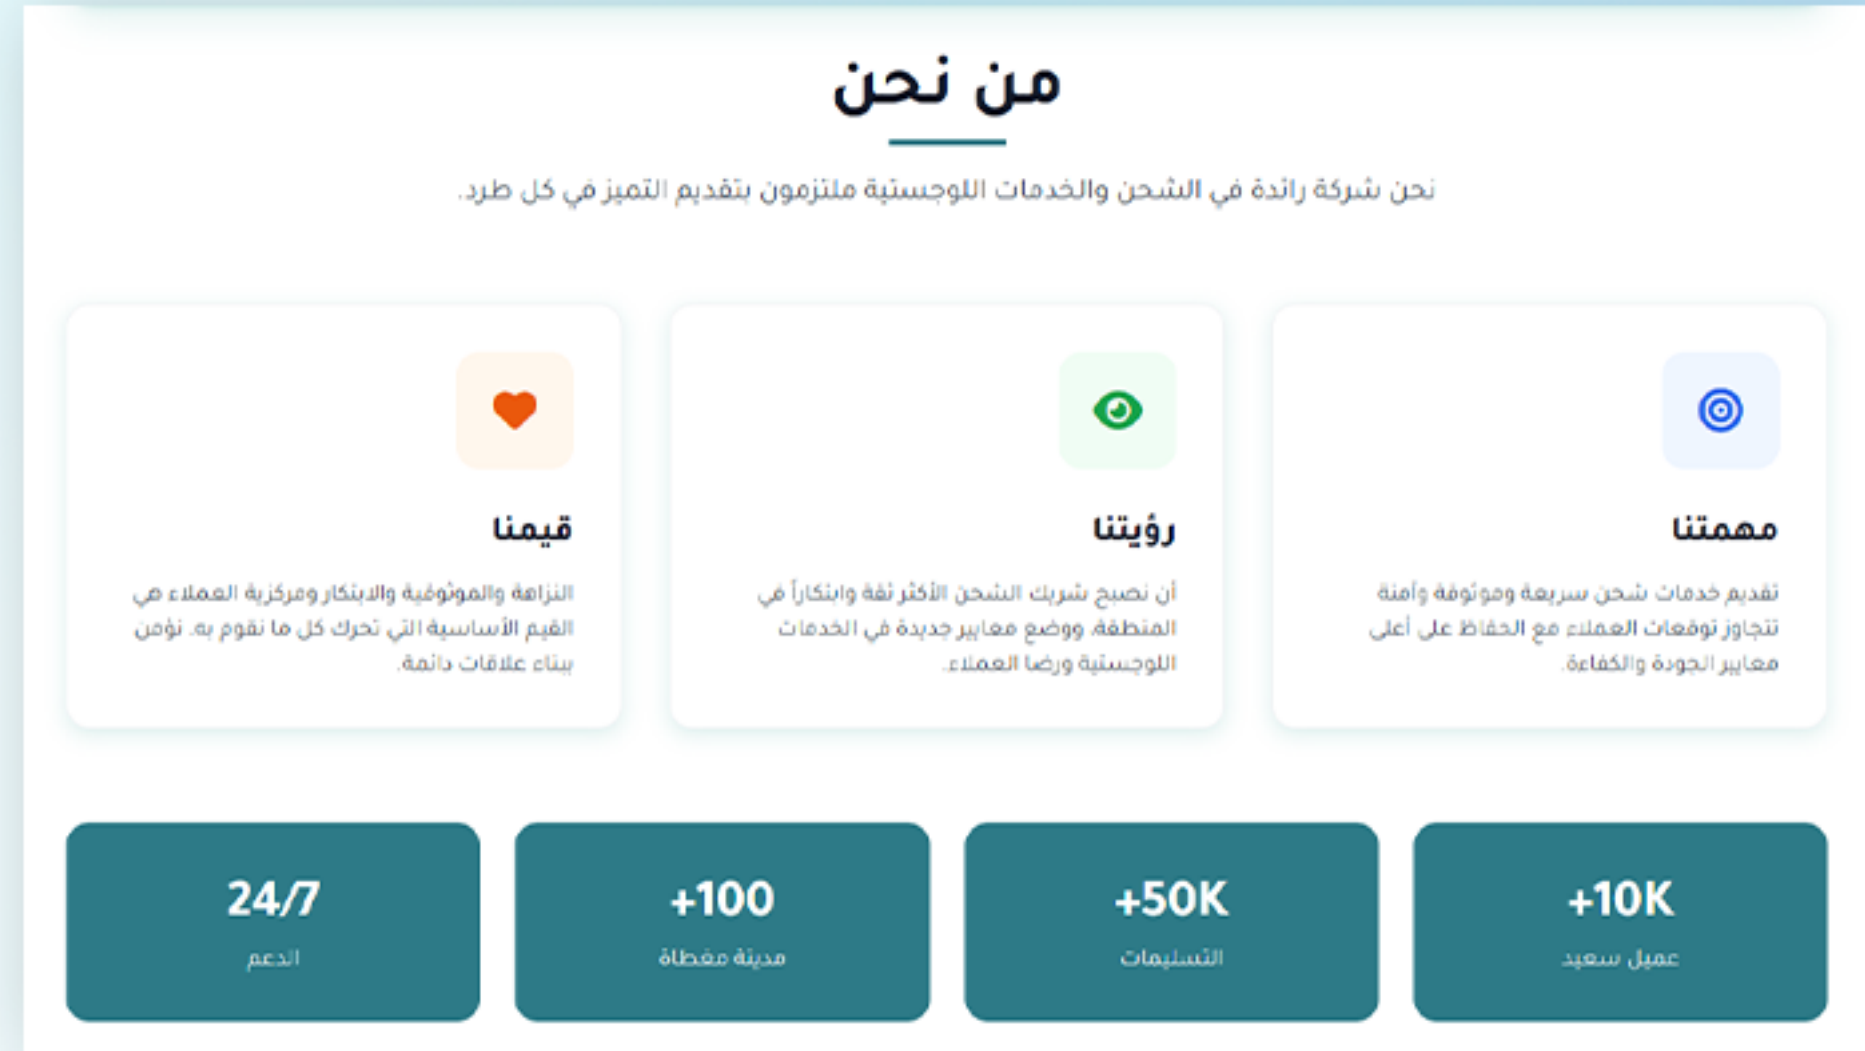 من نحن
نحن شركة رائدة في الشحن والخدمات اللوجستية ملتزمون بتقديم التميز في كل طرد.
مهمتنا
تقديم خدمات شحن سريعة وموثوقة وآمنة
تتجاوز توقعات العملاء مع الحفاظ على أعلى
معايير الجودة والكفاءة.
رؤيتنا
أن نصبح شريك الشحن الأكثر ثقة وابتكاراً في
المنطقة، ووضع معايير جديدة في الخدمات
اللوجستية ورضا العملاء.
قيمنا
النزاهة والموثوقية والابتكار ومركزية العملاء هي
القيم الأساسية التي تحرك كل ما نقوم به. نؤمن
ببناء علاقات دائمة.
+10K
عميل سعيد
+50K
التسليمات
+100
مدينة مغطاة
24/7
الدعم